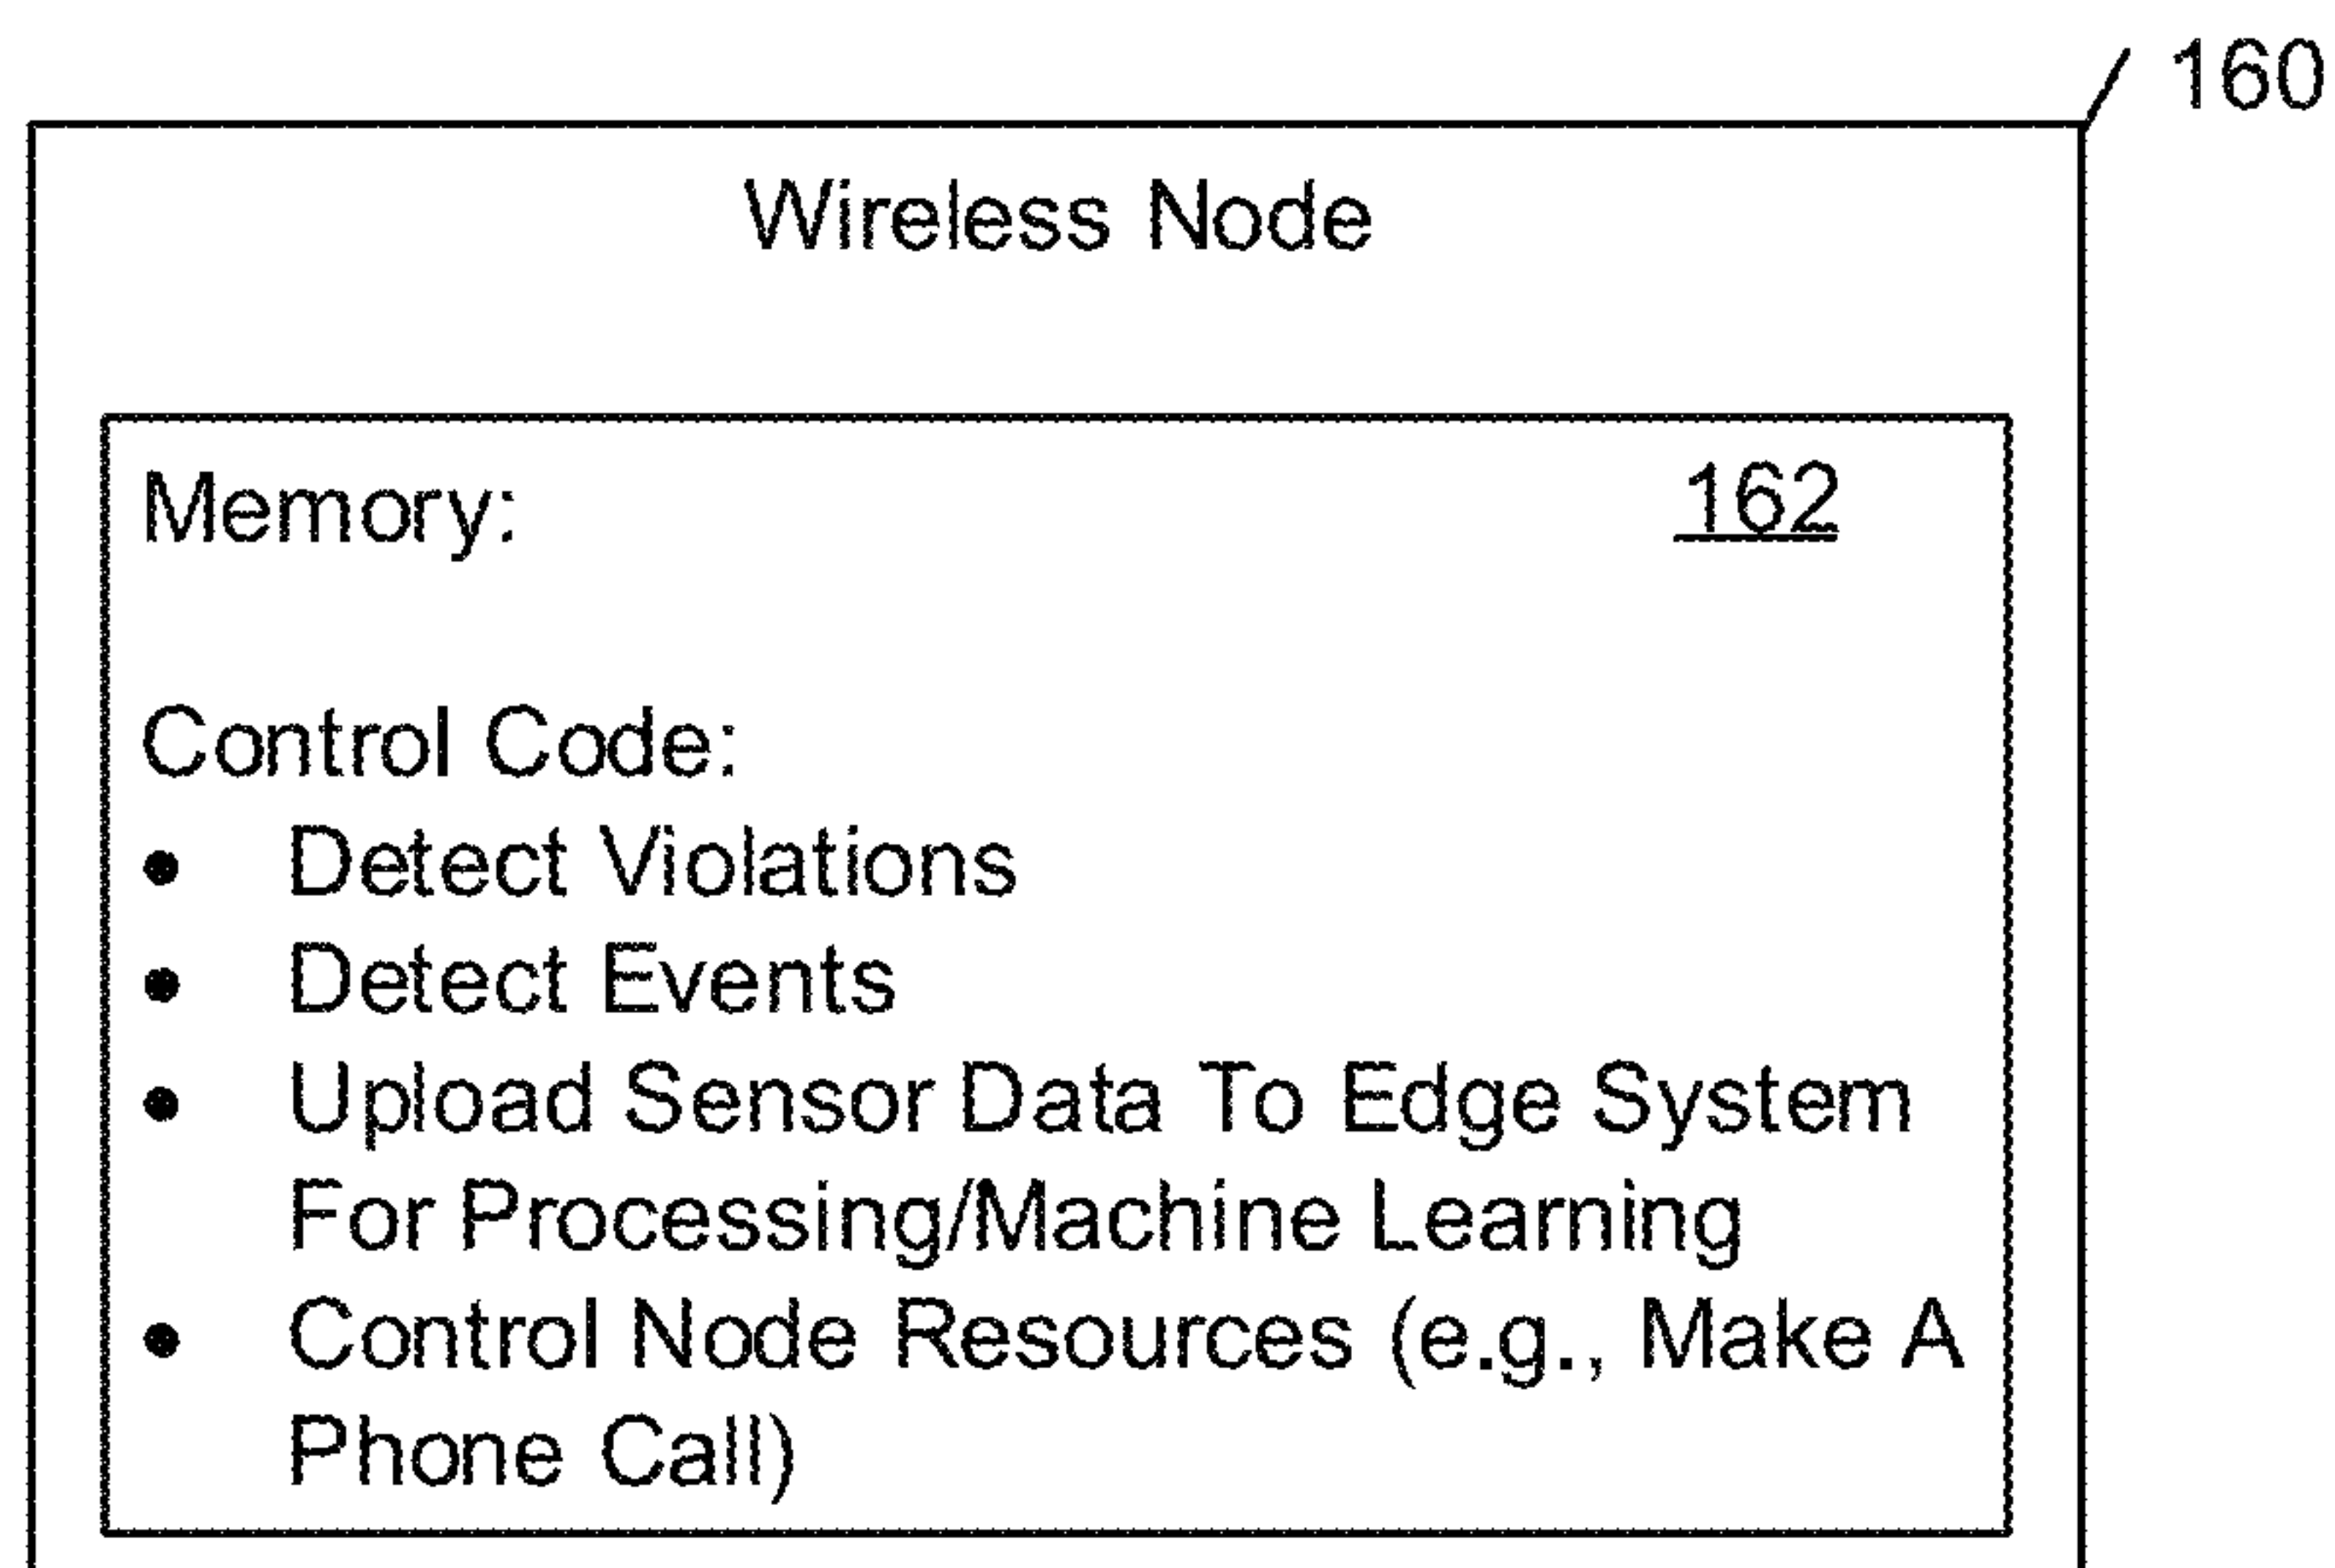 160
Wireless Node
Memory: 162
Control Code:
• Detect Violations
• Detect Events
• Upload Sensor Data To Edge System
For Processing/Machine Learning
• Control Node Resources (e.g., Make A
Phone Call)